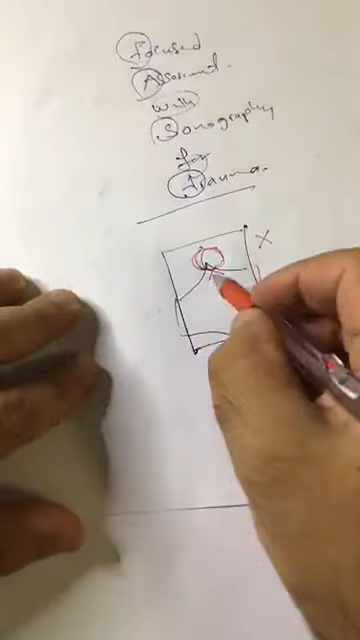 Focused
Assessment.
with
Sonography
for
Trauma.
X